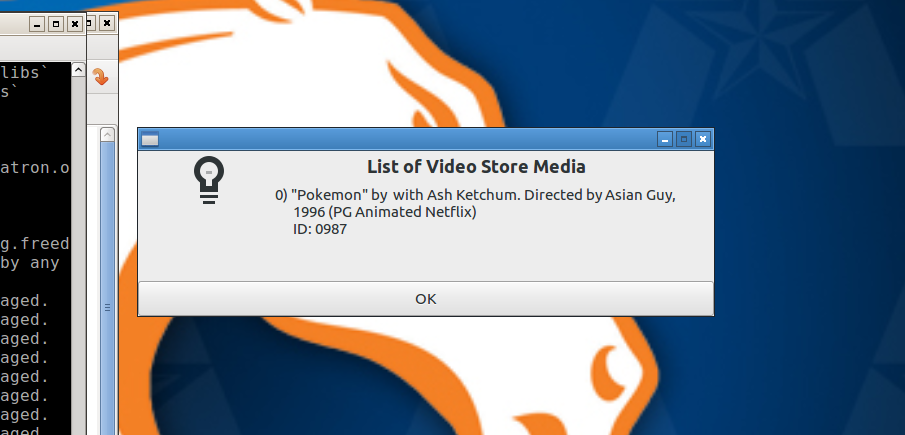 libs`
s`
atron.o
g.freed
by any
aged.
aged.
aged.
aged.
aged.
aged.
aged.
aged.
List of Video Store Media
0) "Pokemon" by  with Ash Ketchum. Directed by Asian Guy,
1996 (PG Animated Netflix)
ID: 0987
OK